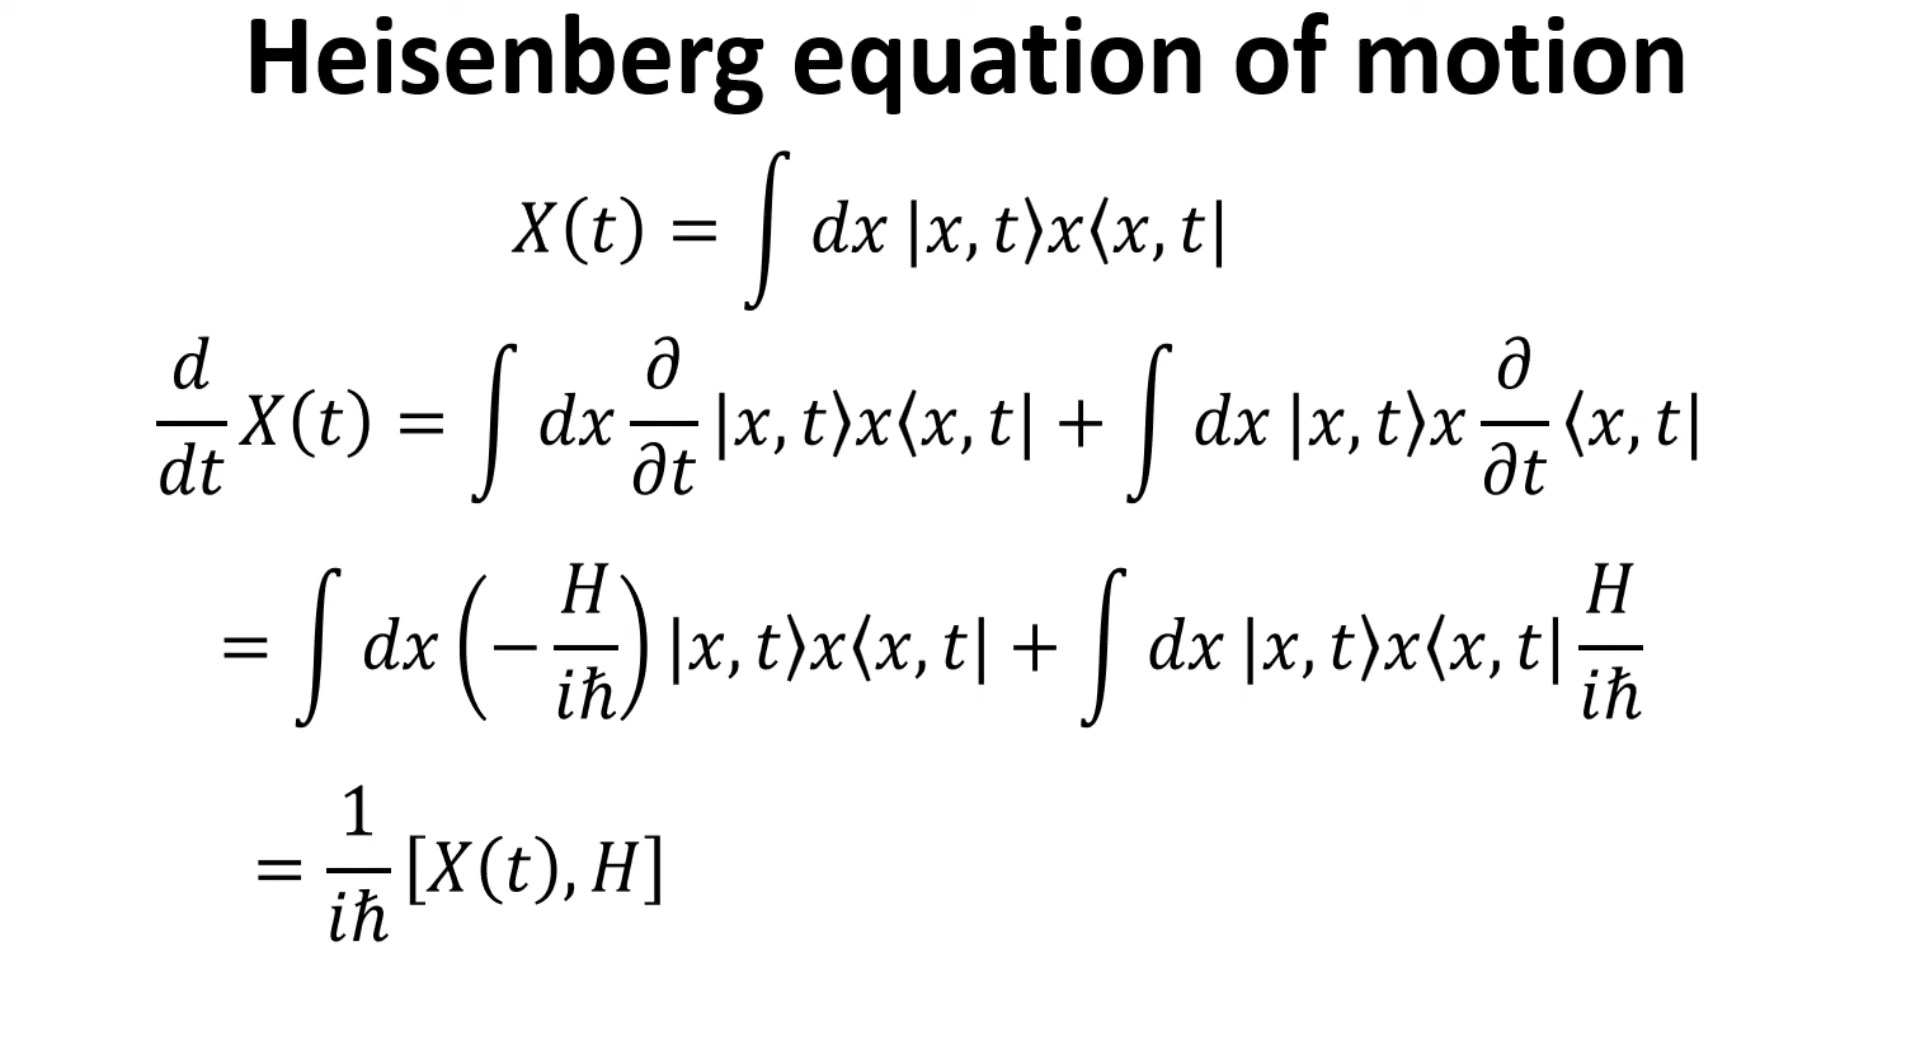 Heisenberg equation of motion
X(t) = ∫ dx |x, t⟩x⟨x, t|
d/dt X(t) = ∫ dx ∂/∂t |x, t⟩x⟨x, t| + ∫ dx |x, t⟩x ∂/∂t ⟨x, t|
= ∫ dx (−H/iħ) |x, t⟩x⟨x, t| + ∫ dx |x, t⟩x⟨x, t| H/iħ
= 1/iħ [X(t), H]